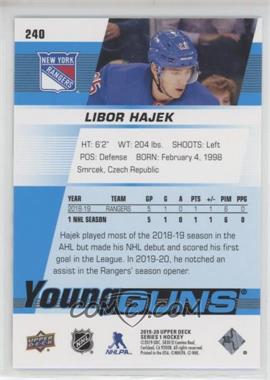 240
NEW YORK
RANGERS
LIBOR HAJEK
HT: 6'2" WT: 204 lbs. SHOOTS: Left
POS: Defense BORN: February 4, 1998
Smrcek, Czech Republic
YEAR TEAM GP G A PTS +/- PIM PPG
2018-19 RANGERS 5 1 0 1 1 6 0
1 NHL SEASON 5 1 0 1 1 6 0
Hajek played most of the 2018-19 season in the
AHL but made his NHL debut and scored his first
goal in the League. In 2019-20, he notched an
assist in the Rangers' season opener.
Young GUNS
COMC
UPPER DECK
NHL
NHLPA
2019-20 UPPER DECK
SERIES 1 HOCKEY